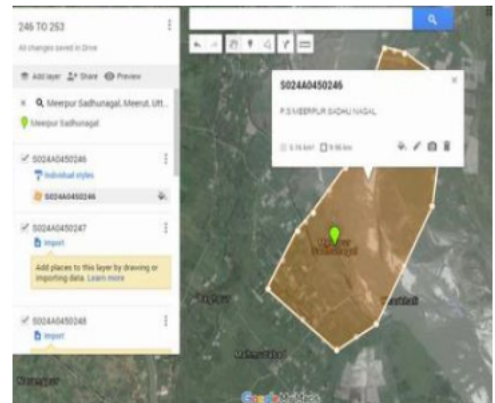 246 TO 253
All changes saved in Drive
Add layer Share Preview
Meerpur Sadhunagal, Meerut, Utt...
Meerpur Sadhunagal
S024A0450246
Individual styles
S024A0450246
S024A0450247
Import
Add places to this layer by drawing or
importing data. Learn more
S024A0450248
Import
S024A0450246
P.S MEERPUR SADHU NAGAL
Mahmudabad
Google My Maps